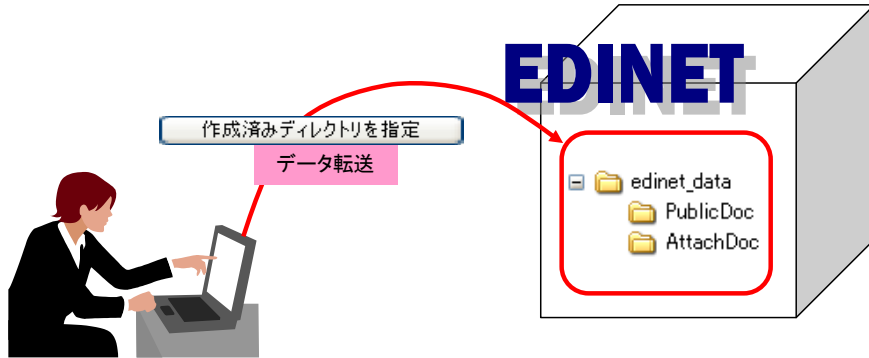 EDINET
作成済みディレクトリを指定
データ転送
edinet_data
PublicDoc
AttachDoc